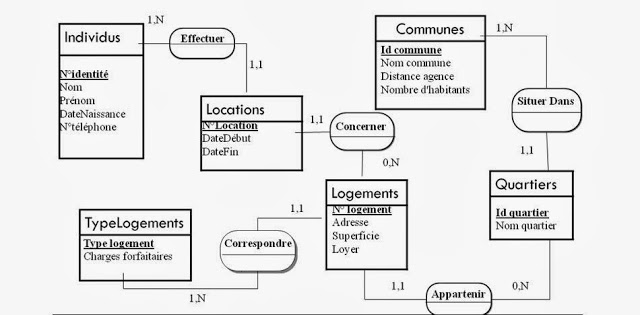 Individus
N°identité
Nom
Prénom
DateNaissance
N°téléphone
1,N
Effectuer
1,1
Locations
N°Location
DateDébut
DateFin
1,1
Concerner
0,N
Communes
Id commune
Nom commune
Distance agence
Nombre d'habitants
1,N
Situer Dans
1,1
Quartiers
Id quartier
Nom quartier
Logements
N° logement
Adresse
Superficie
Loyer
1,1
Correspondre
1,N
TypeLogements
Type logement
Charges forfaitaires
1,1
Appartenir
0,N